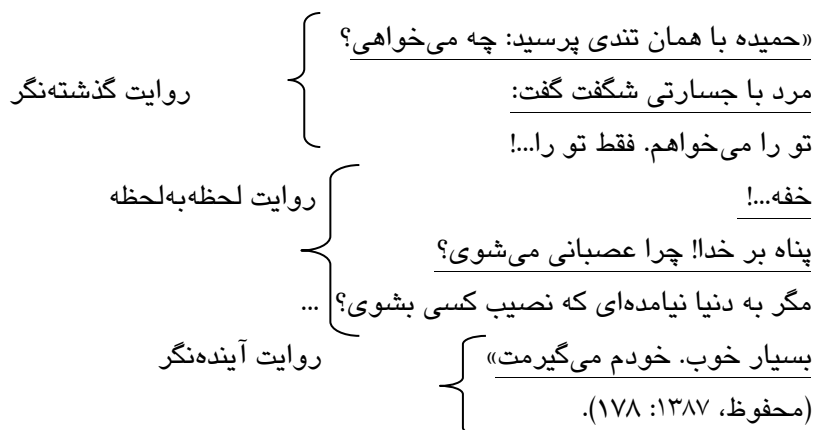 «حمیده با همان تندی پرسید: چه می‌خواهی؟
مرد با جسارتی شگفت گفت:
روایت گذشته‌نگر
تو را می‌خواهم. فقط تو را...!
خفه...!
روایت لحظه‌به‌لحظه
پناه بر خدا! چرا عصبانی می‌شوی؟
مگر به دنیا نیامده‌ای که نصیب کسی بشوی؟ ...
بسیار خوب. خودم می‌گیرمت»
روایت آینده‌نگر
(محفوظ، ۱۳۸۷: ۱۷۸).